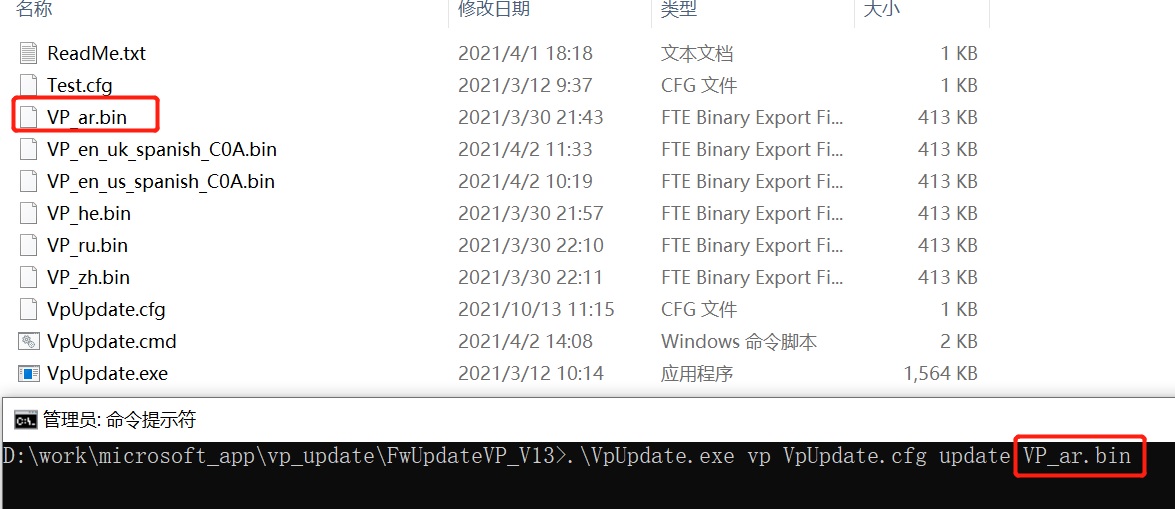 名称 修改日期 类型 大小
ReadMe.txt 2021/4/1 18:18 文本文档 1 KB
Test.cfg 2021/3/12 9:37 CFG 文件 1 KB
VP_ar.bin 2021/3/30 21:43 FTE Binary Export Fi... 413 KB
VP_en_uk_spanish_C0A.bin 2021/4/2 11:33 FTE Binary Export Fi... 413 KB
VP_en_us_spanish_C0A.bin 2021/4/2 10:19 FTE Binary Export Fi... 413 KB
VP_he.bin 2021/3/30 21:57 FTE Binary Export Fi... 413 KB
VP_ru.bin 2021/3/30 22:10 FTE Binary Export Fi... 413 KB
VP_zh.bin 2021/3/30 22:11 FTE Binary Export Fi... 413 KB
VpUpdate.cfg 2021/10/13 11:15 CFG 文件 1 KB
VpUpdate.cmd 2021/4/2 14:08 Windows 命令脚本 2 KB
VpUpdate.exe 2021/3/12 10:14 应用程序 1,564 KB
C:\. 管理员: 命令提示符
D:\work\microsoft_app\vp_update\FwUpdateVP_V13>.\VpUpdate.exe vp VpUpdate.cfg update VP_ar.bin